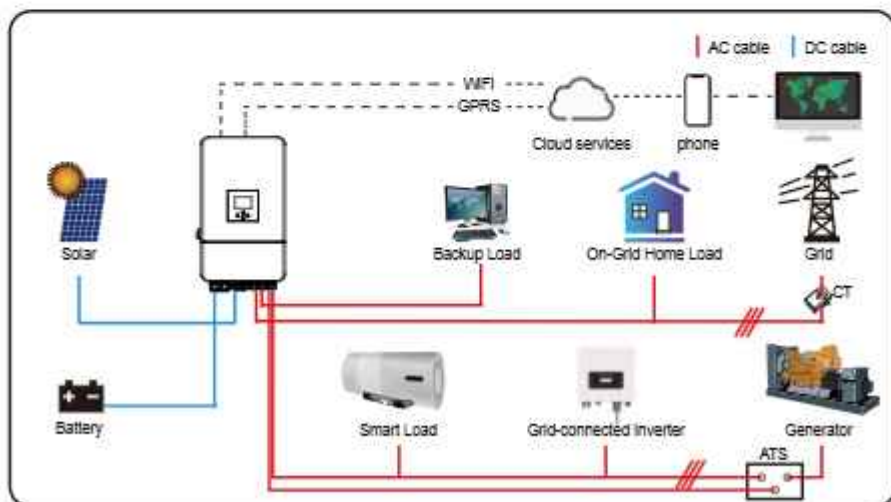 AC cable
DC cable
WIFI
GPRS
Cloud services
phone
Solar
Backup Load
On-Grid Home Load
Grid
CT
Battery
Smart Load
Grid-connected Inverter
Generator
ATS